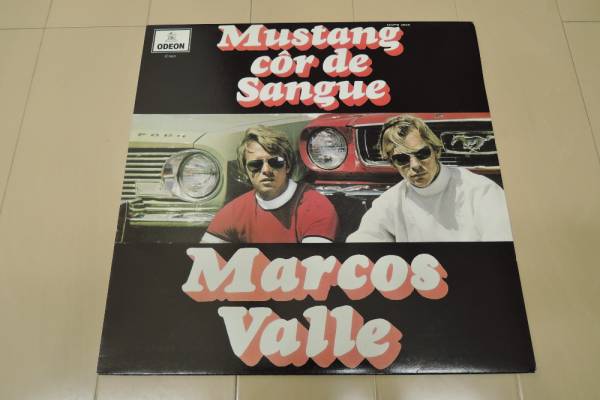 ODEON
Mustang
côr de
Sangue
FORD
Marcos
Valle